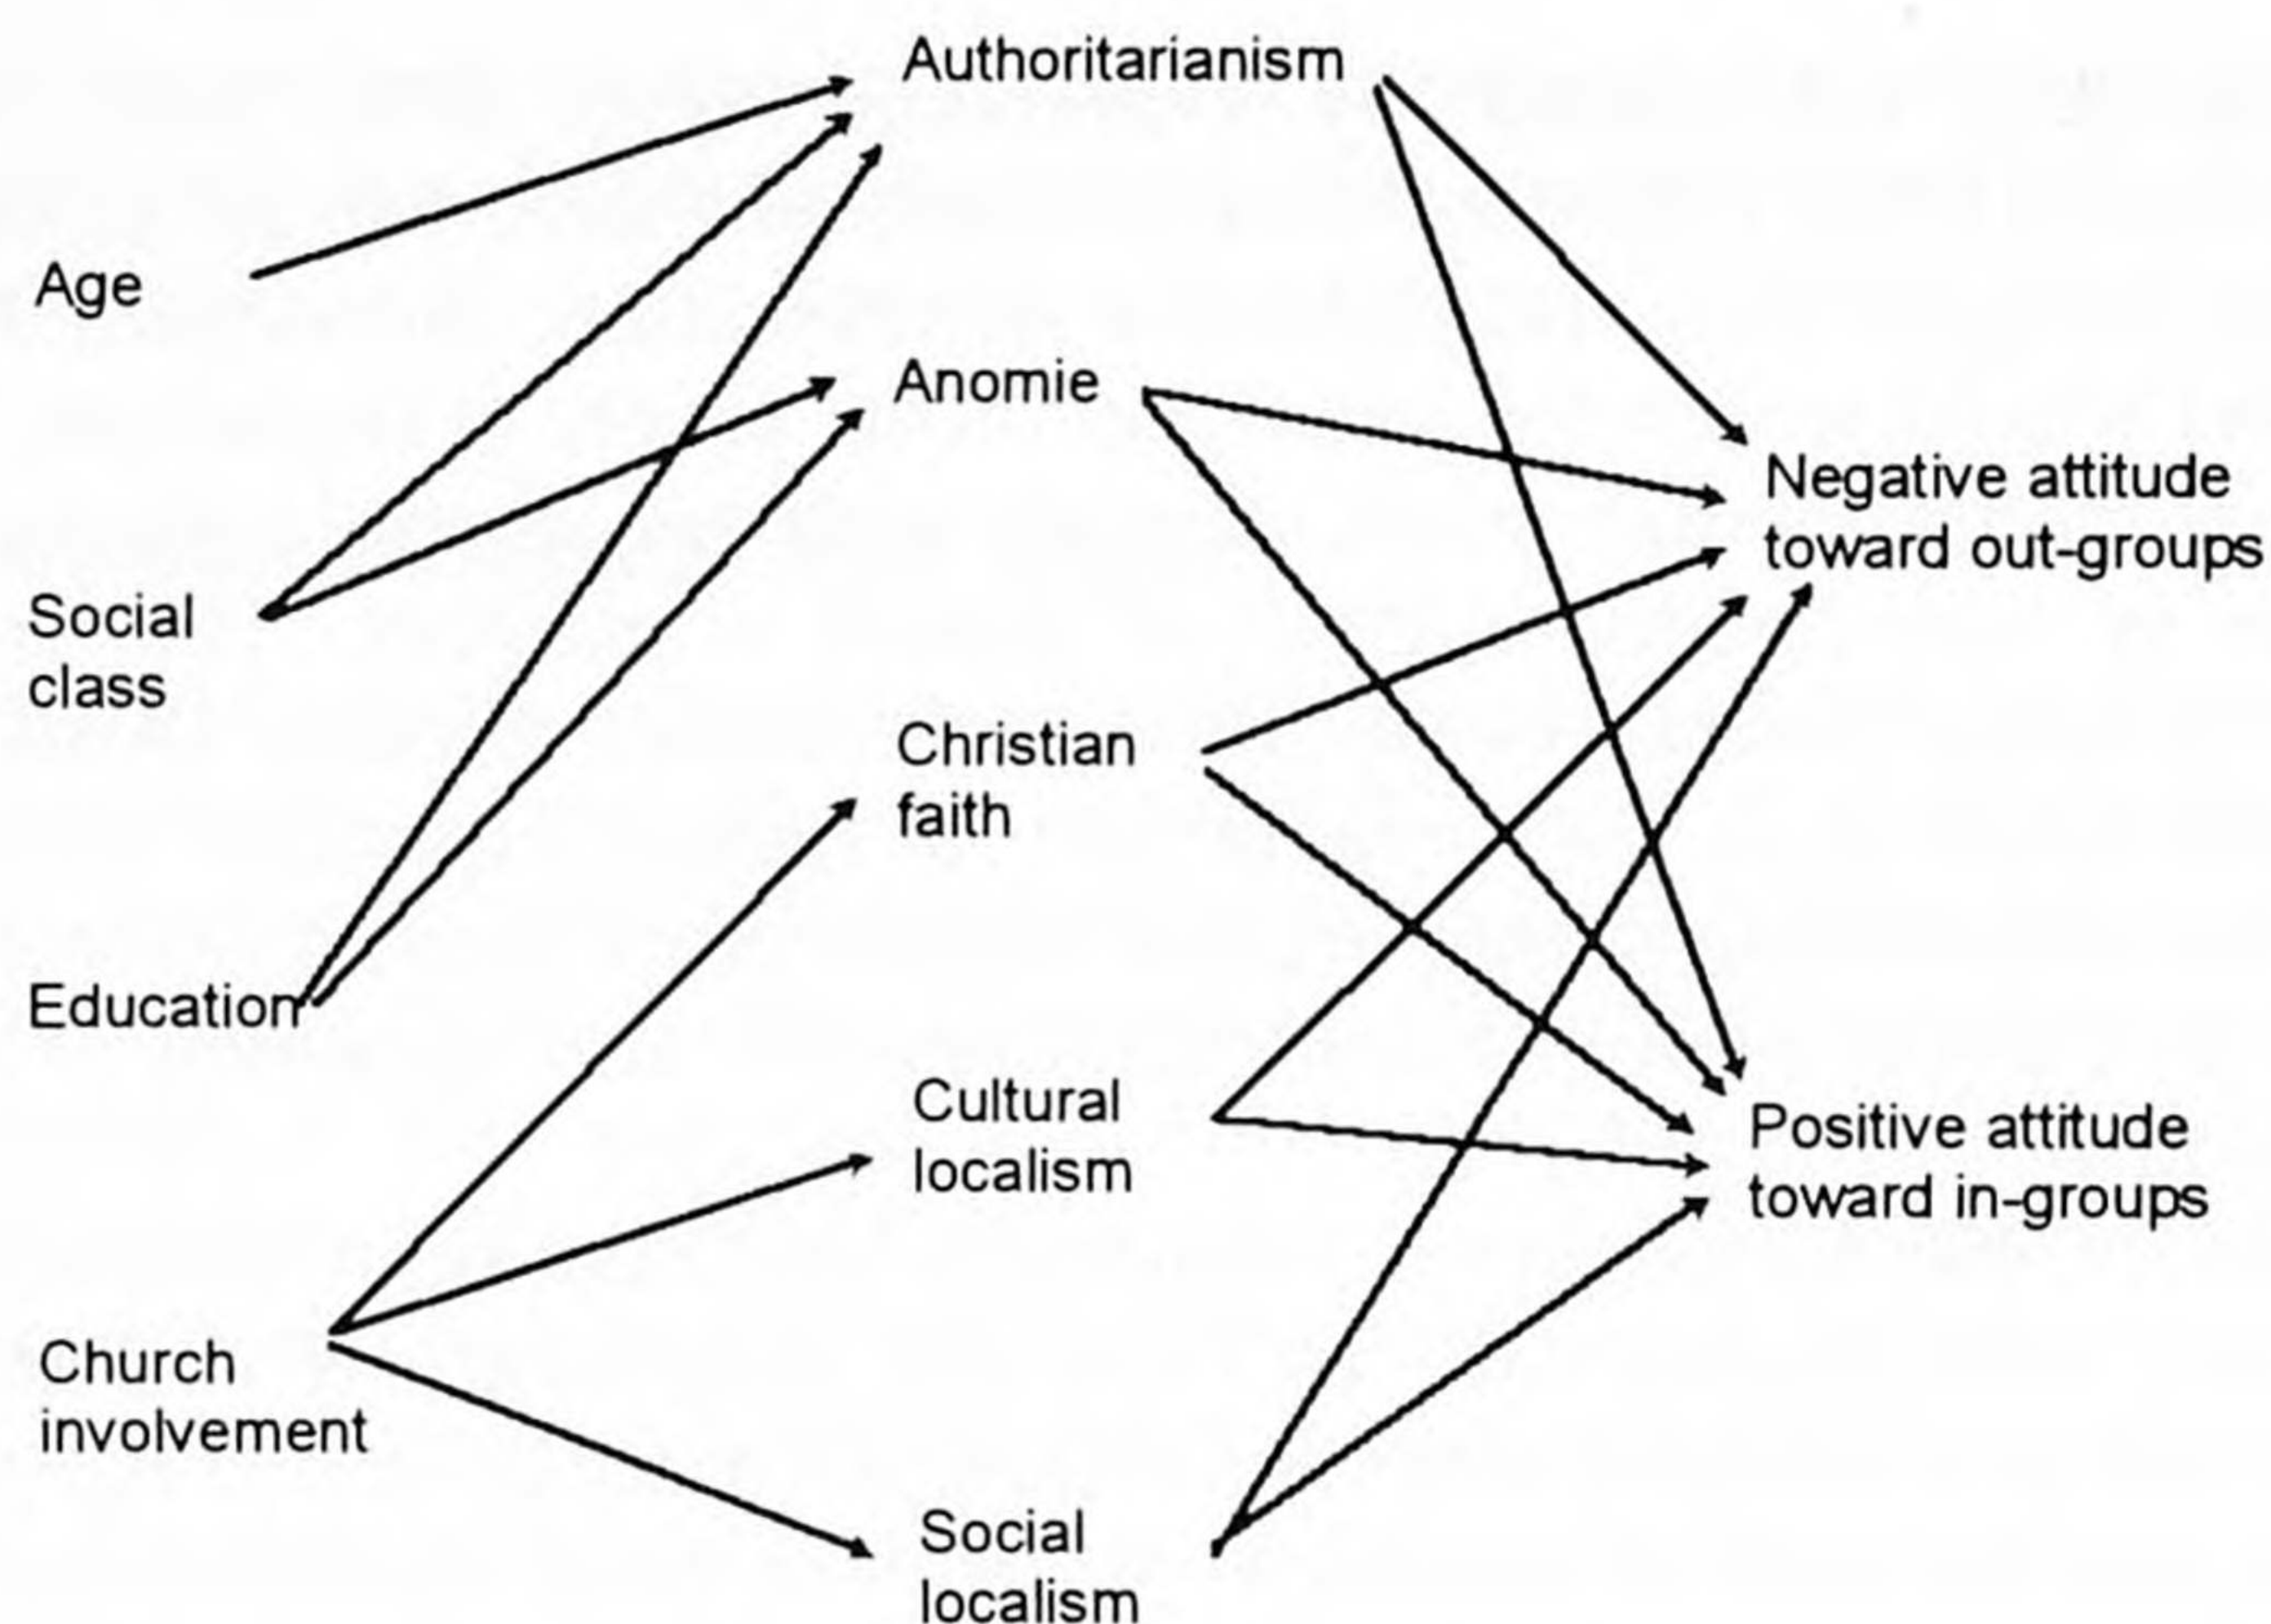 Authoritarianism
Age
Anomie
Negative attitude
toward out-groups
Social
class
Christian
faith
Education
Cultural
localism
Positive attitude
toward in-groups
Church
involvement
Social
localism